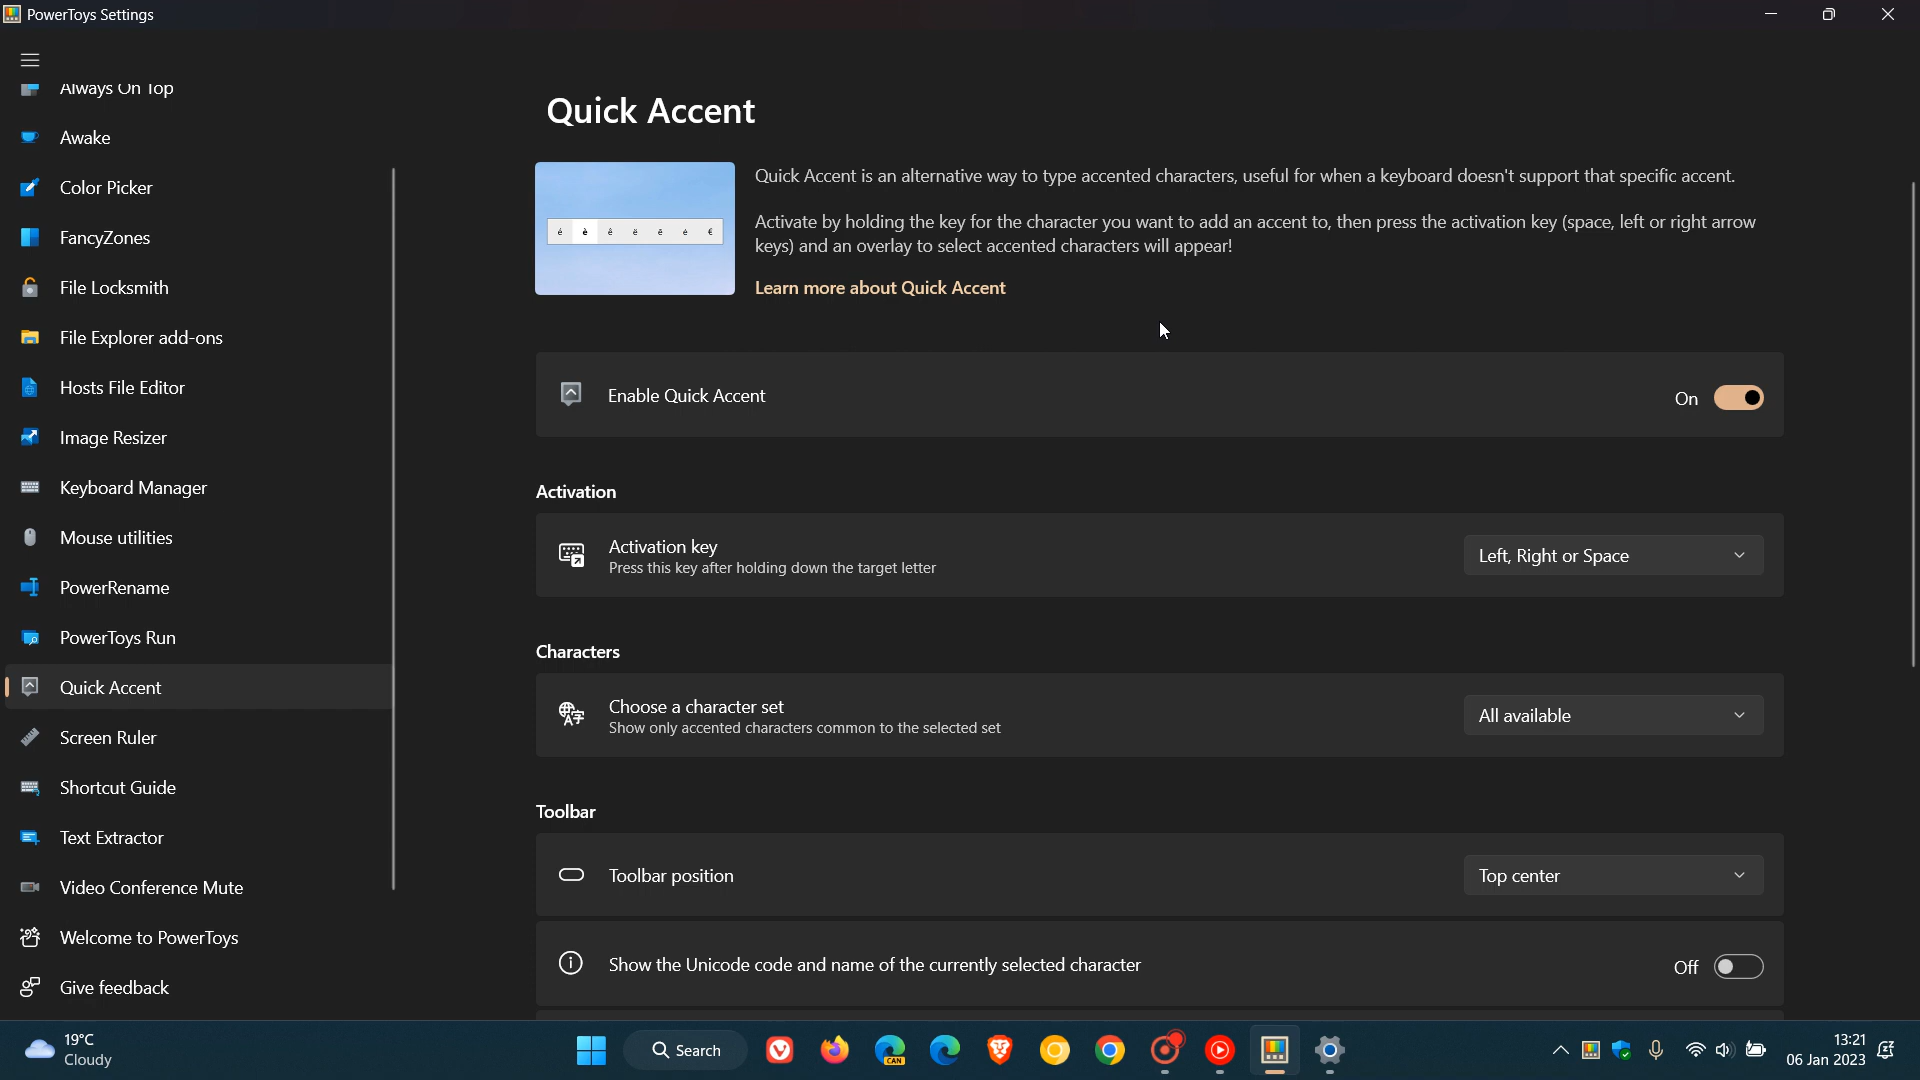 PowerToys Settings
Always On Top
Awake
Color Picker
FancyZones
File Locksmith
File Explorer add-ons
Hosts File Editor
Image Resizer
Keyboard Manager
Mouse utilities
PowerRename
PowerToys Run
Quick Accent
Screen Ruler
Shortcut Guide
Text Extractor
Video Conference Mute
Welcome to PowerToys
Give feedback
Quick Accent
é è ê ë ē ė €
Quick Accent is an alternative way to type accented characters, useful for when a keyboard doesn't support that specific accent.
Activate by holding the key for the character you want to add an accent to, then press the activation key (space, left or right arrow
keys) and an overlay to select accented characters will appear!
Learn more about Quick Accent
Enable Quick Accent
On
Activation
Activation key
Press this key after holding down the target letter
Left, Right or Space
Characters
Choose a character set
Show only accented characters common to the selected set
All available
Toolbar
Toolbar position
Top center
Show the Unicode code and name of the currently selected character
Off
19°C
Cloudy
Search
CAN
13:21
06 Jan 2023